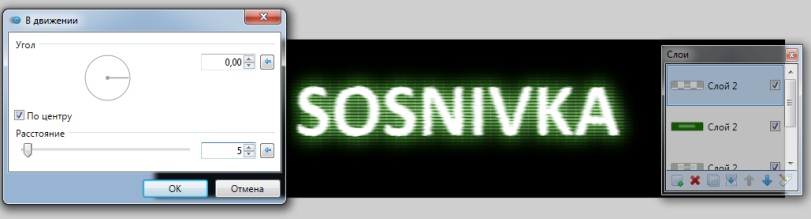 В движении
Угол
0,00
По центру
Расстояние
5
OK
Отмена
SOSNIVKA
Слои
Слой 2
Слой 2
Слой 2